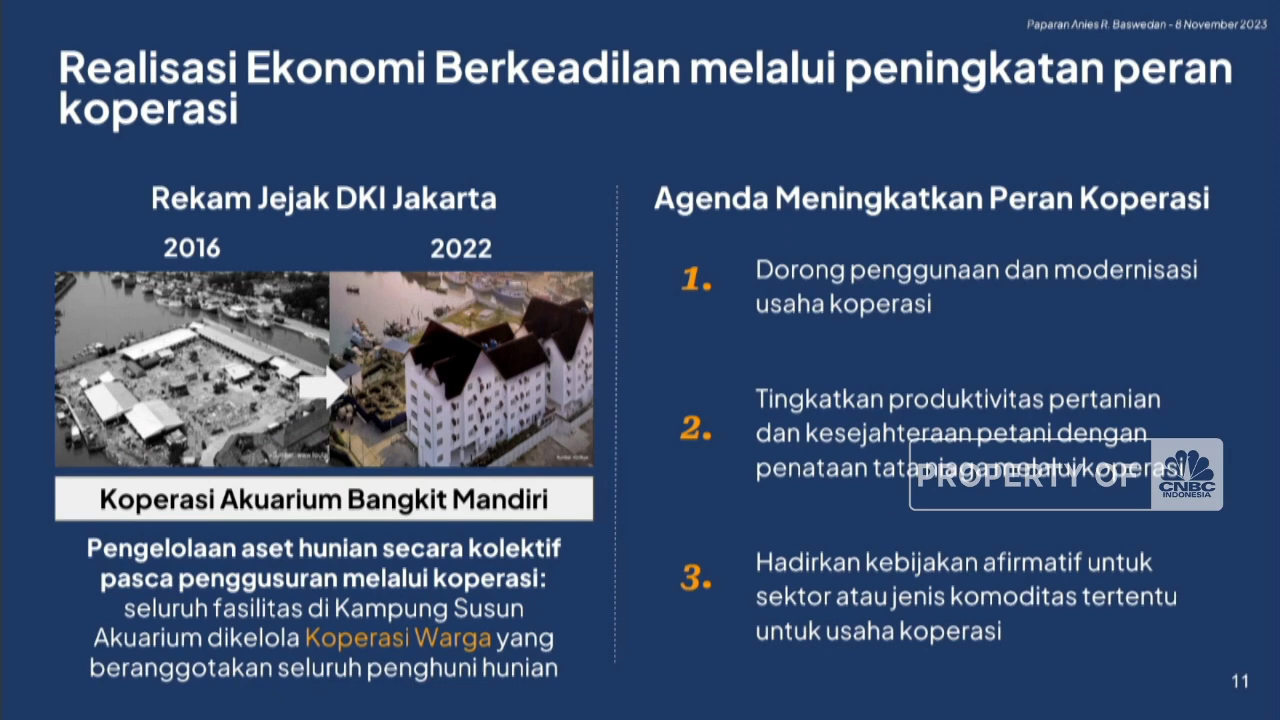 Paparan Anies R. Baswedan - 8 November 2023
Realisasi Ekonomi Berkeadilan melalui peningkatan peran
koperasi
Rekam Jejak DKI Jakarta
2016
2022
Koperasi Akuarium Bangkit Mandiri
Pengelolaan aset hunian secara kolektif
pasca penggusuran melalui koperasi:
seluruh fasilitas di Kampung Susun
Akuarium dikelola Koperasi Warga yang
beranggotakan seluruh penghuni hunian
Agenda Meningkatkan Peran Koperasi
1. Dorong penggunaan dan modernisasi
usaha koperasi
2. Tingkatkan produktivitas pertanian
dan kesejahteraan petani dengan
penataan tata niaga melalui koperasi
PROPERTY OF
CNBC
INDONESIA
3. Hadirkan kebijakan afirmatif untuk
sektor atau jenis komoditas tertentu
untuk usaha koperasi
11